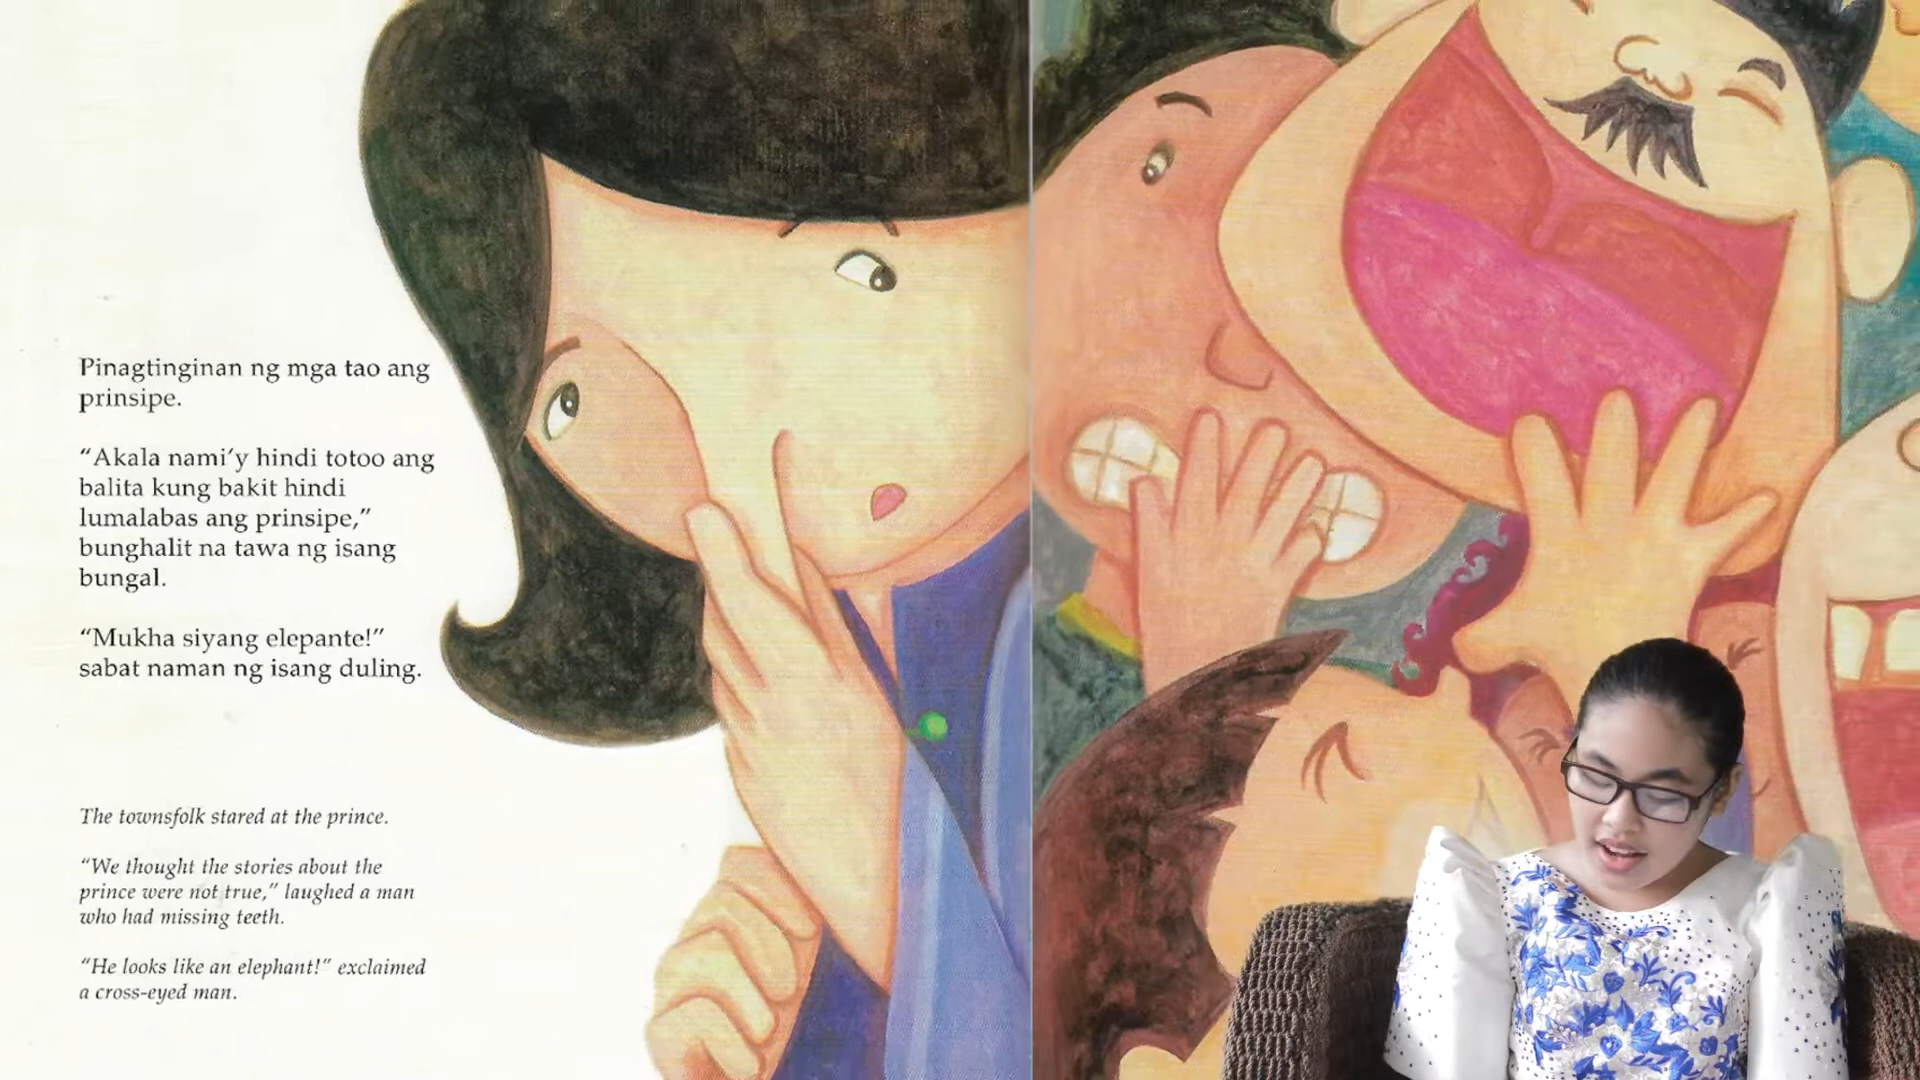 Pinagtinginan ng mga tao ang
prinsipe.
“Akala nami’y hindi totoo ang
balita kung bakit hindi
lumalabas ang prinsipe,”
bunghalit na tawa ng isang
bungal.
“Mukha siyang elepante!”
sabat naman ng isang duling.
The townsfolk stared at the prince.
“We thought the stories about the
prince were not true,” laughed a man
who had missing teeth.
“He looks like an elephant!” exclaimed
a cross-eyed man.